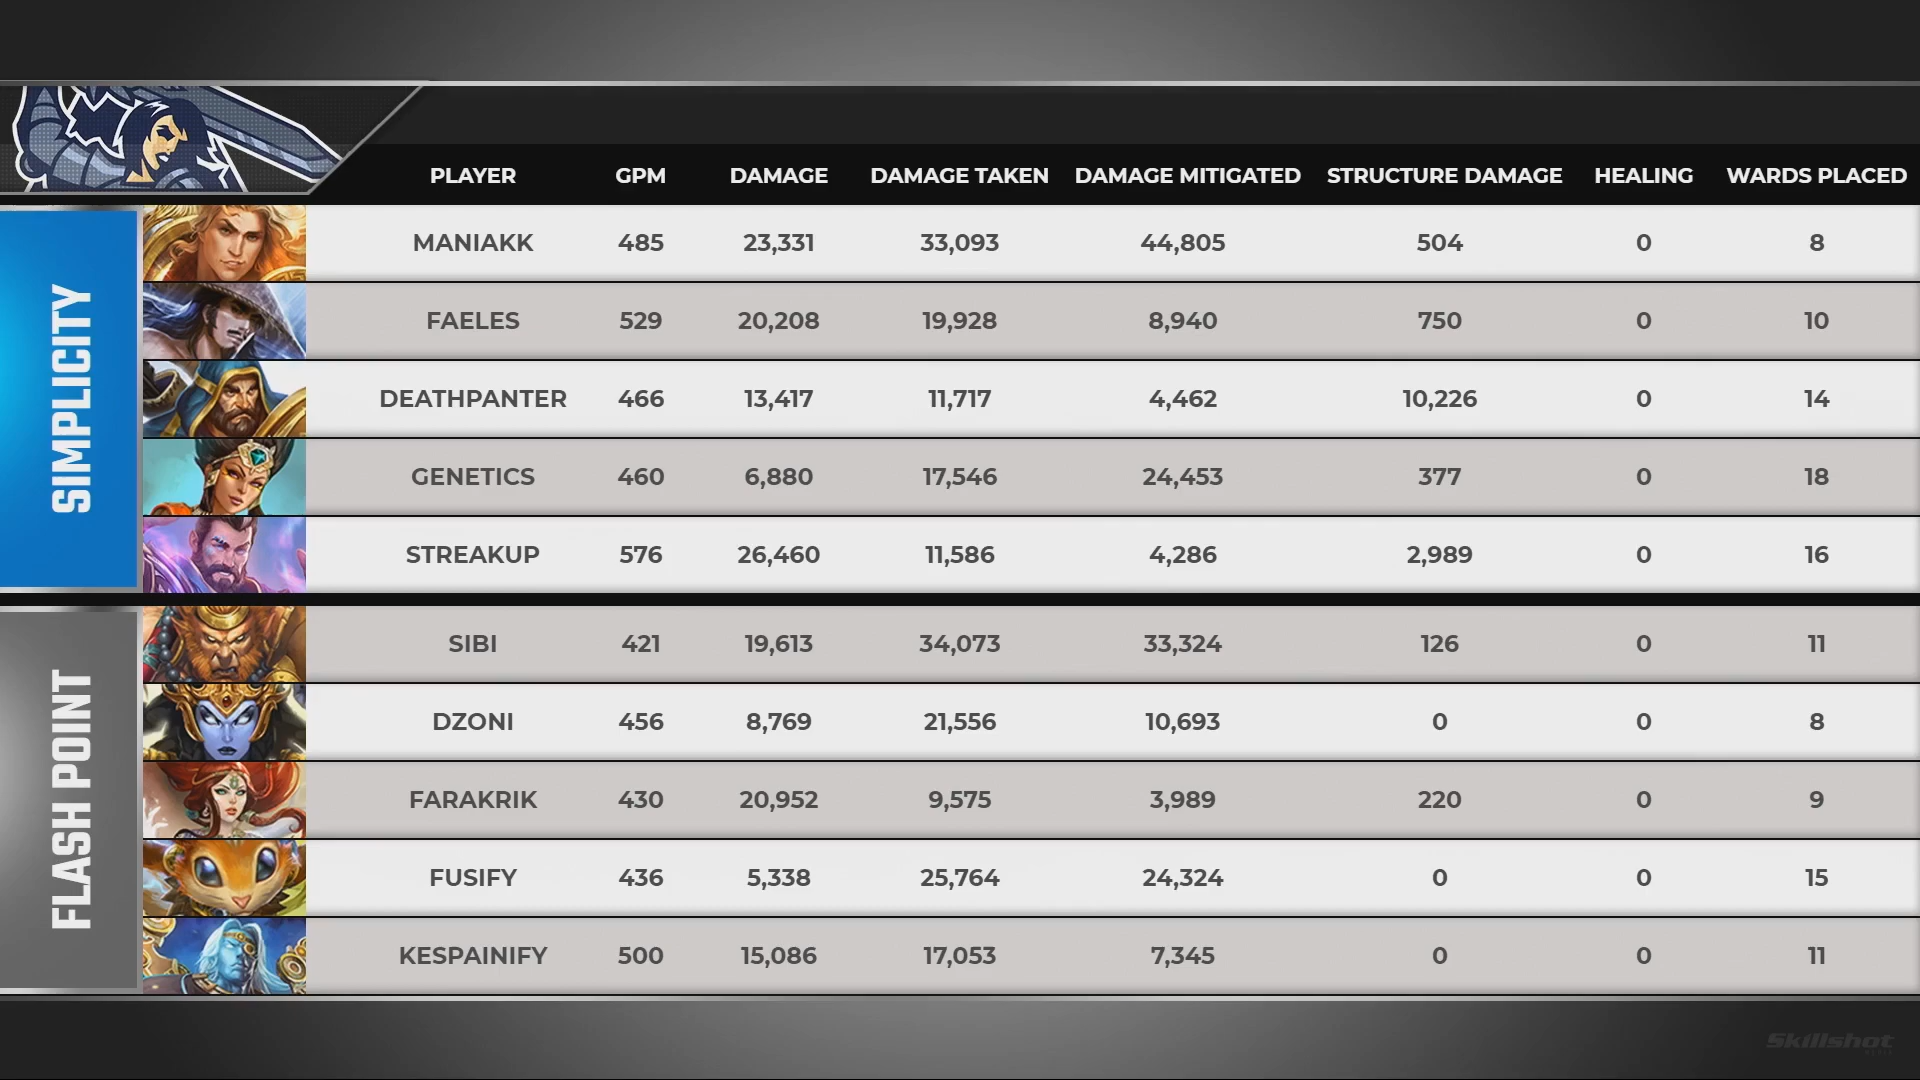 PLAYER GPM DAMAGE DAMAGE TAKEN DAMAGE MITIGATED STRUCTURE DAMAGE HEALING WARDS PLACED
SIMPLICITY
MANIAKK 485 23,331 33,093 44,805 504 0 8
FAELES 529 20,208 19,928 8,940 750 0 10
DEATHPANTER 466 13,417 11,717 4,462 10,226 0 14
GENETICS 460 6,880 17,546 24,453 377 0 18
STREAKUP 576 26,460 11,586 4,286 2,989 0 16
FLASH POINT
SIBI 421 19,613 34,073 33,324 126 0 11
DZONI 456 8,769 21,556 10,693 0 0 8
FARAKRIK 430 20,952 9,575 3,989 220 0 9
FUSIFY 436 5,338 25,764 24,324 0 0 15
KESPAINIFY 500 15,086 17,053 7,345 0 0 11
Skillshot